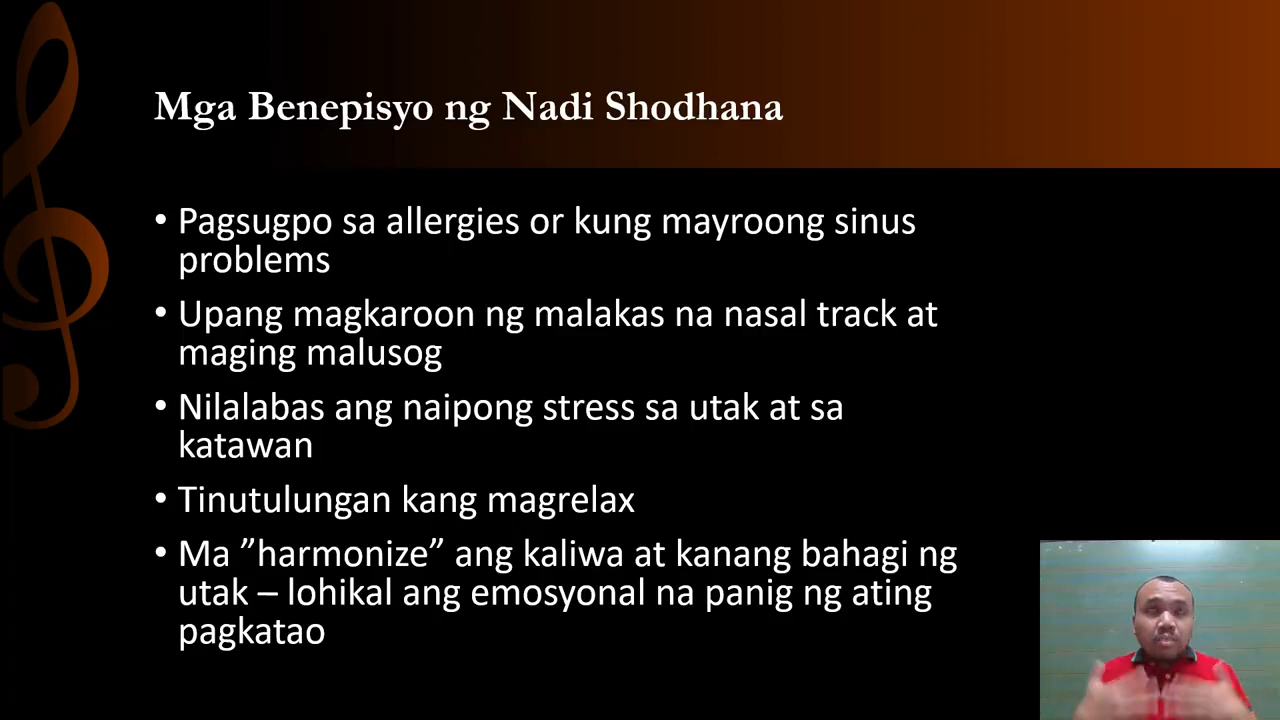 Mga Benepisyo ng Nadi Shodhana
• Pagsugpo sa allergies or kung mayroong sinus
problems
• Upang magkaroon ng malakas na nasal track at
maging malusog
• Nilalabas ang naipong stress sa utak at sa
katawan
• Tinutulungan kang magrelax
• Ma ”harmonize” ang kaliwa at kanang bahagi ng
utak – lohikal ang emosyonal na panig ng ating
pagkatao